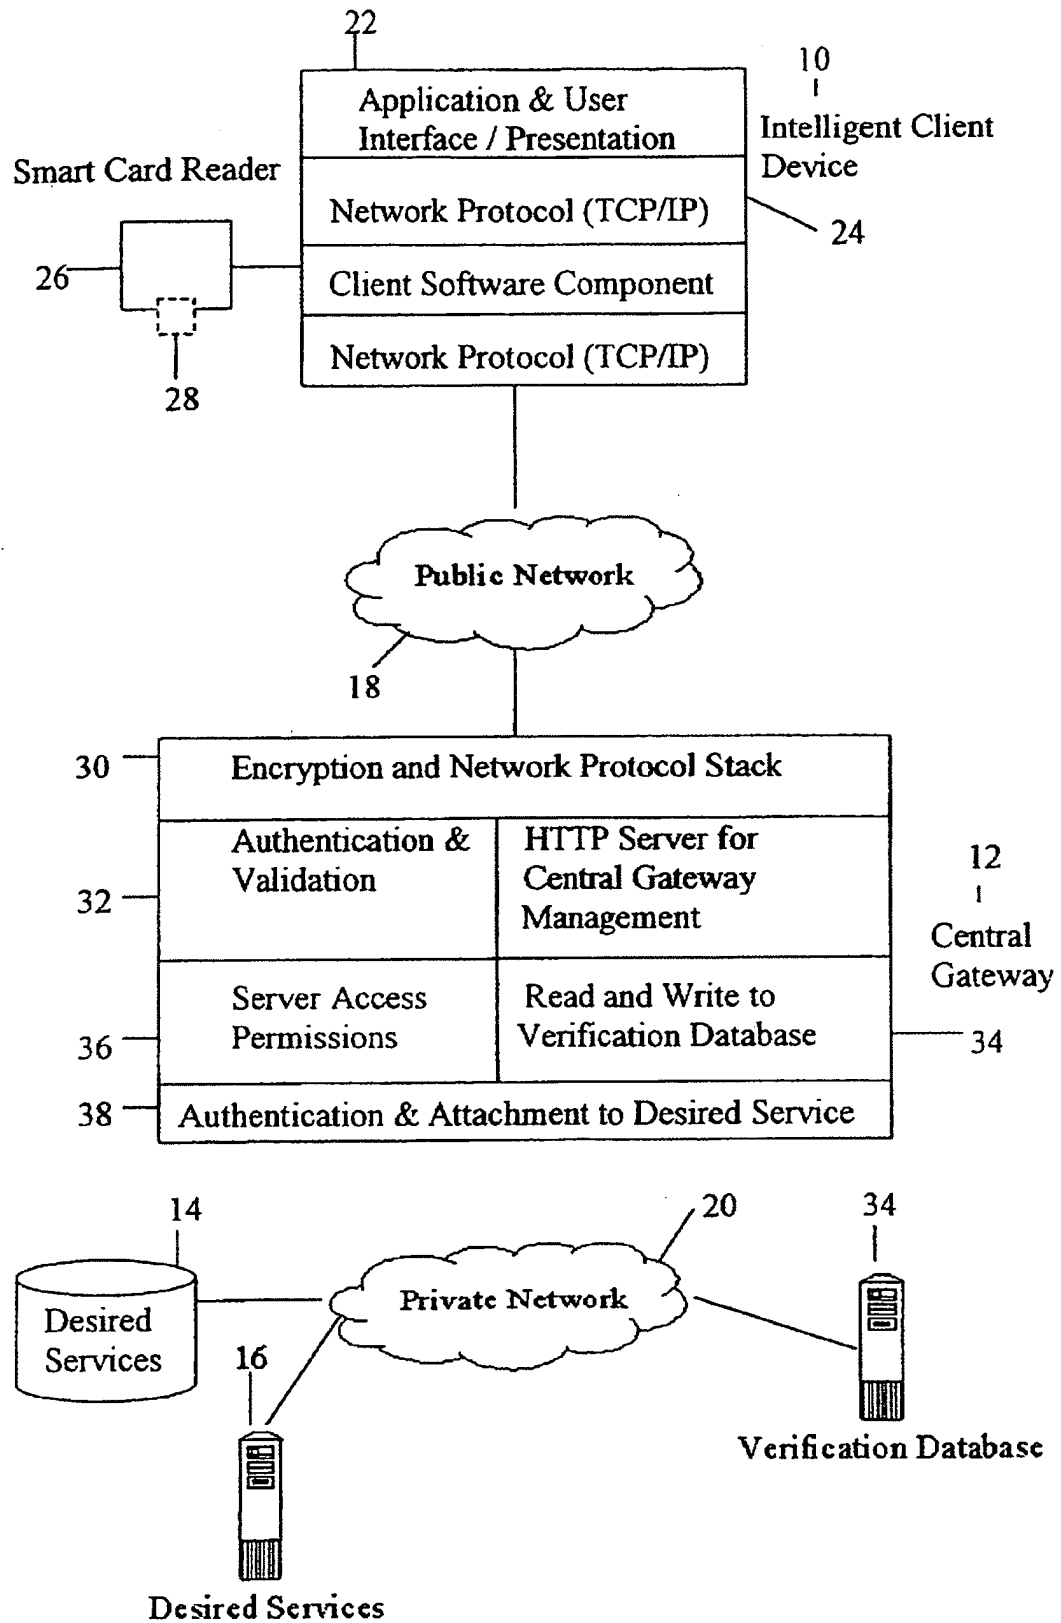 22
10
Application & User
Interface / Presentation
Intelligent Client
Device
Smart Card Reader
Network Protocol (TCP/IP)
24
26
Client Software Component
Network Protocol (TCP/IP)
28
Public Network
18
30
Encryption and Network Protocol Stack
Authentication &
Validation
HTTP Server for
Central Gateway
Management
32
12
Central
Gateway
Server Access
Permissions
Read and Write to
Verification Database
36
34
38
Authentication & Attachment to Desired Service
14
20
34
Desired
Services
Private Network
16
Verification Database
Desired Services